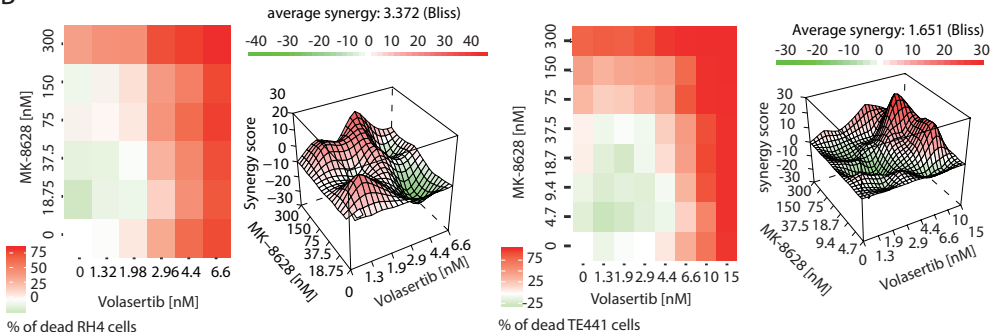 average synergy: 3.372 (Bliss)
-40 -20 -10 0 10 20 40
300
150
75
37.5
18.75
0
MK-8628 [nM]
0 1.32 1.98 2.96 4.4 6.6
Volasertib [nM]
75
50
25
0
% of dead RH4 cells
30
20
10
0
−10
−20
−30
Synergy score
300
150
75
37.5
18.75
MK−8628 [nM]
0 1.3 1.9 2.9 4.4 6.6
Volasertib [nM]
Average synergy: 1.651 (Bliss)
-30 -20 -10 0 10 20 30
300
150
75
37.5
18.7
9.4
4.7
0
MK-8628 [nM]
0 1.3 1.9 2.9 4.4 6.6 10 15
Volasertib [nM]
75
25
-25
% of dead TE441 cells
30
20
10
0
-10
-20
-30
synergy score
300
150
75
37.5
18.7
9.4
4.7
MK-8628 [nM]
0 1.3 1.9 2.9 4.4 6.6 10 15
Volasertib [nM]